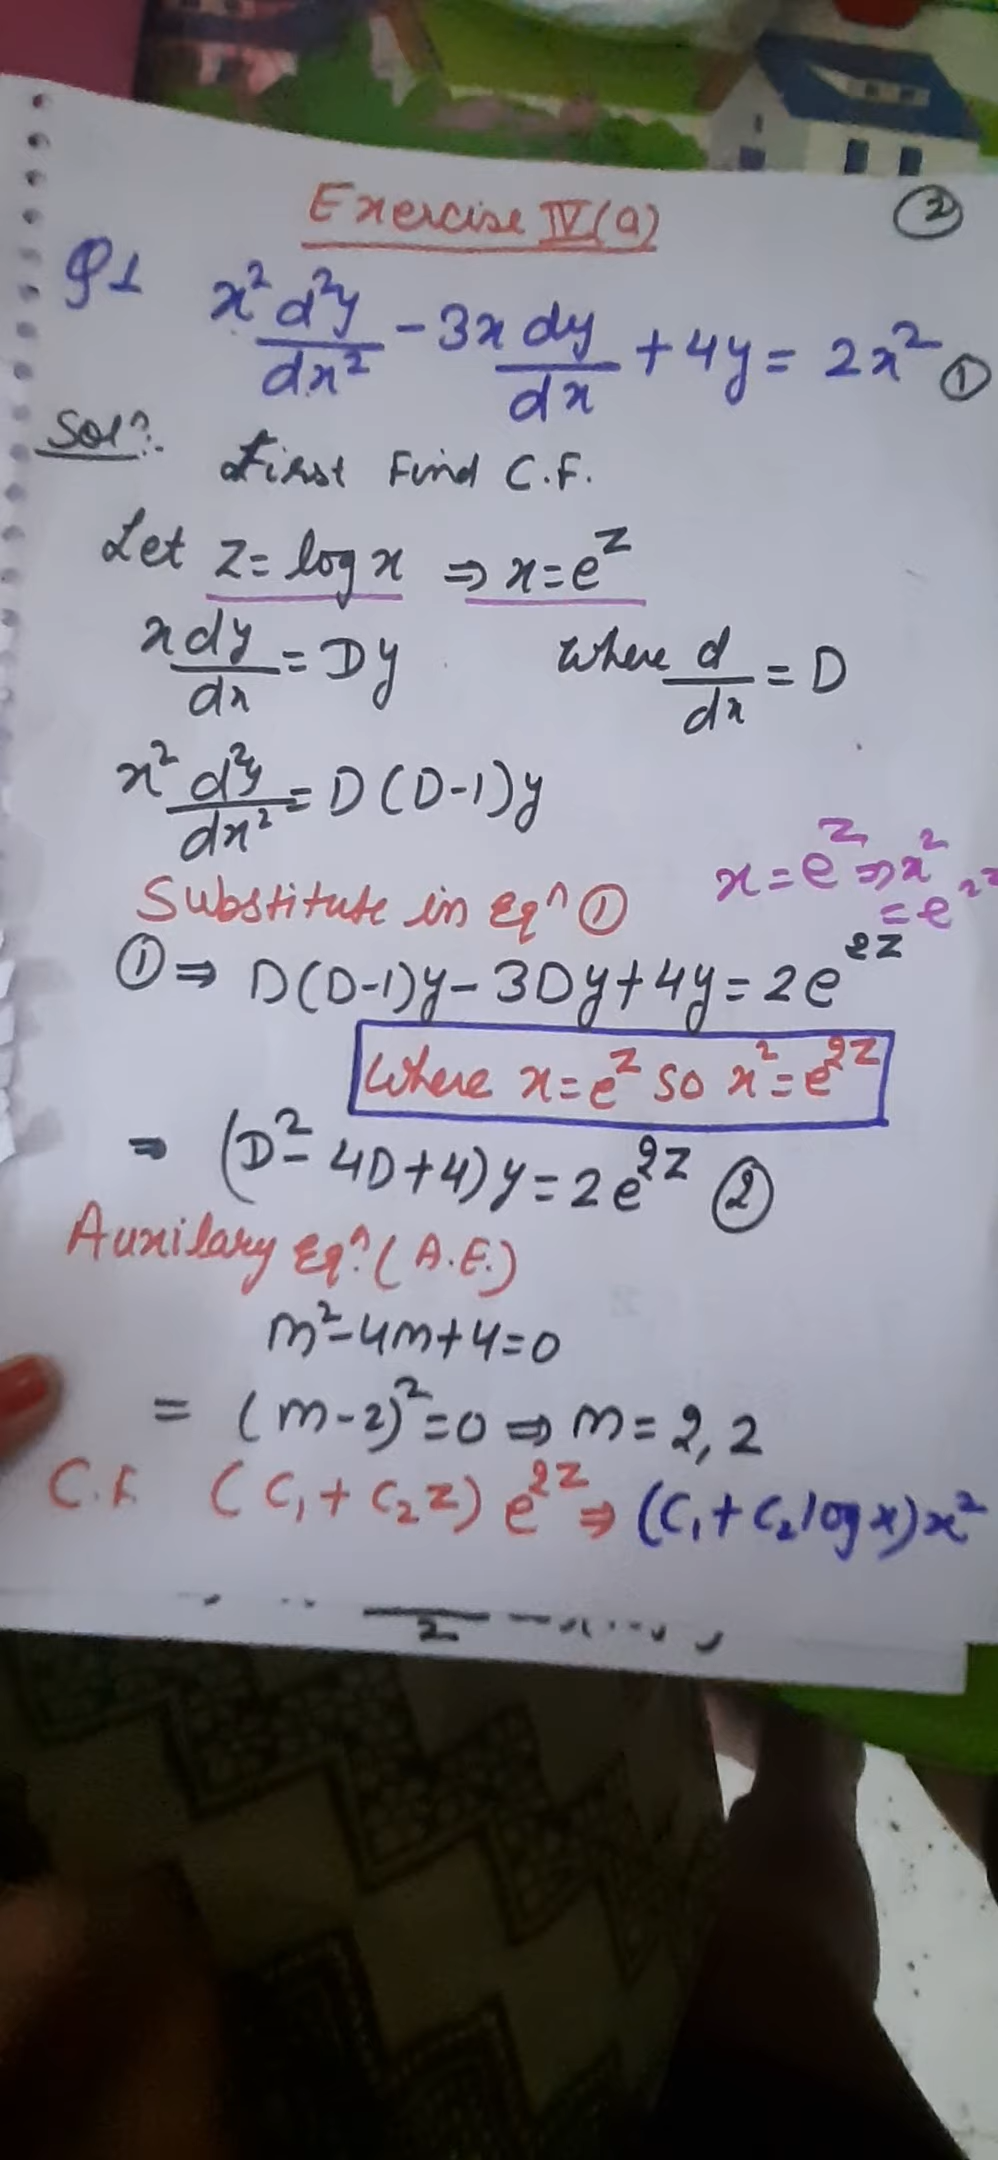 Exercise IV(a)
②
Q1 x² d²y/dx² - 3x dy/dx + 4y = 2x² ①
Solⁿ. First Find C.F.
Let z = log x ⇒ x = e^z
x dy/dx = Dy where d/dx = D
x² d²y/dx² = D(D-1)y
x = e^z ⇒ x²
Substitute in Eqⁿ ①
= e^2z
① ⇒ D(D-1)y - 3Dy + 4y = 2e^2z
Where x = e^z so x² = e^2z
⇒ (D² - 4D + 4)y = 2e^2z ②
Auxilary Eqⁿ. (A.E.)
m² - 4m + 4 = 0
= (m-2)² = 0 ⇒ m = 2, 2
C.F. (C₁ + C₂z) e^2z ⇒ (C₁ + C₂ log x) x²